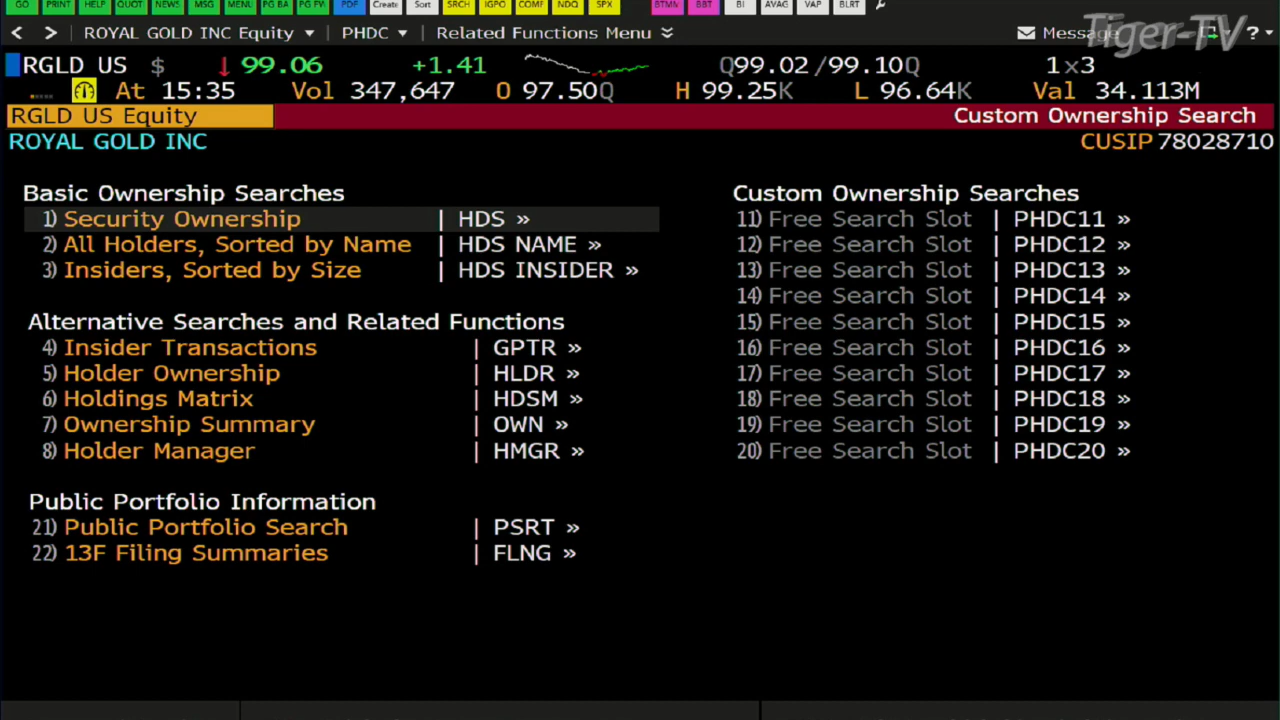 GO PRINT HELP QUOT NEWS MSG MENU PG BA PG FW PDF Create Sort SRCH IGPO COMF NDQ SPX BTMM BBT BI AVAG VAP BLRT
< > ROYAL GOLD INC Equity PHDC Related Functions Menu Message ?
Tiger-TV
RGLD US $ ↓ 99.06 +1.41 Q99.02 /99.10Q 1x3
At 15:35 Vol 347,647 O 97.50Q H 99.25K L 96.64K Val 34.113M
RGLD US Equity Custom Ownership Search
ROYAL GOLD INC CUSIP 78028710
Basic Ownership Searches
1) Security Ownership | HDS »
2) All Holders, Sorted by Name | HDS NAME »
3) Insiders, Sorted by Size | HDS INSIDER »
Alternative Searches and Related Functions
4) Insider Transactions | GPTR »
5) Holder Ownership | HLDR »
6) Holdings Matrix | HDSM »
7) Ownership Summary | OWN »
8) Holder Manager | HMGR »
Public Portfolio Information
21) Public Portfolio Search | PSRT »
22) 13F Filing Summaries | FLNG »
Custom Ownership Searches
11) Free Search Slot | PHDC11 »
12) Free Search Slot | PHDC12 »
13) Free Search Slot | PHDC13 »
14) Free Search Slot | PHDC14 »
15) Free Search Slot | PHDC15 »
16) Free Search Slot | PHDC16 »
17) Free Search Slot | PHDC17 »
18) Free Search Slot | PHDC18 »
19) Free Search Slot | PHDC19 »
20) Free Search Slot | PHDC20 »